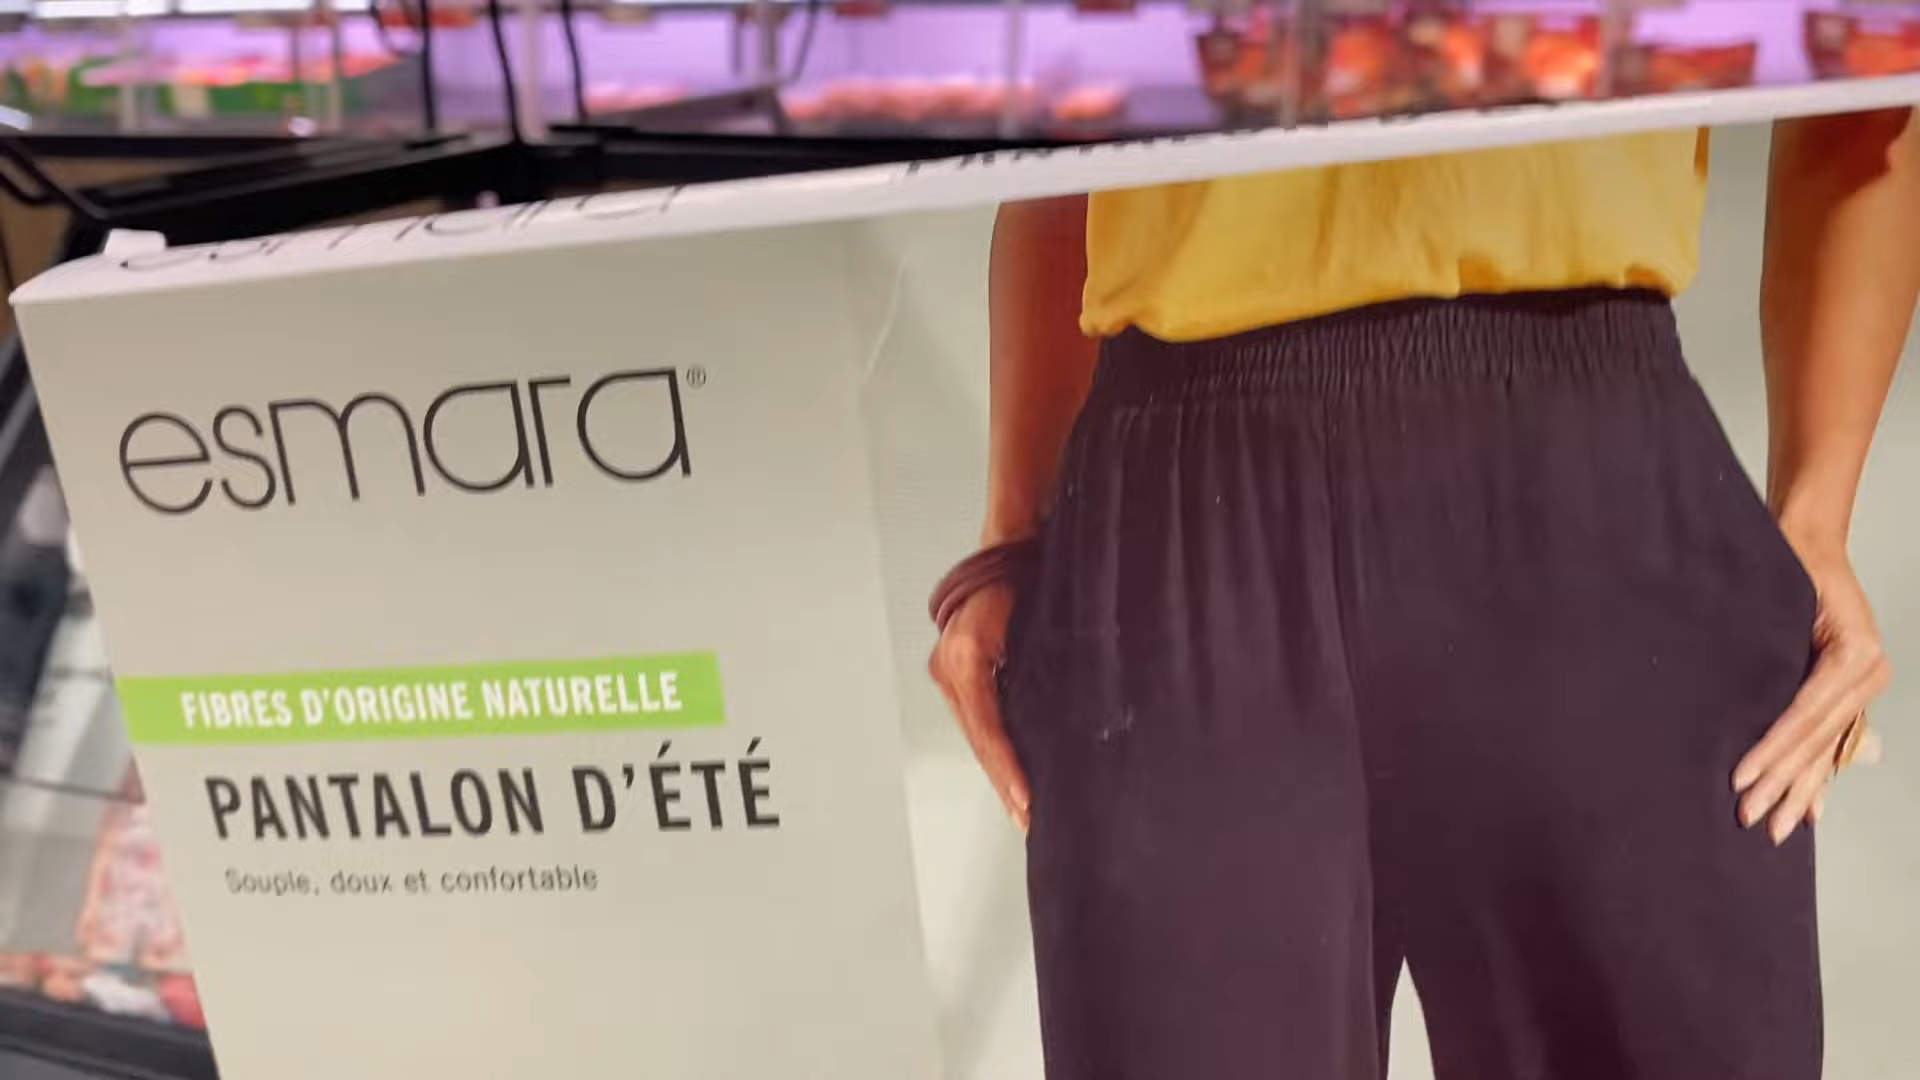 esmara®
FIBRES D'ORIGINE NATURELLE
PANTALON D'ÉTÉ
Souple, doux et confortable